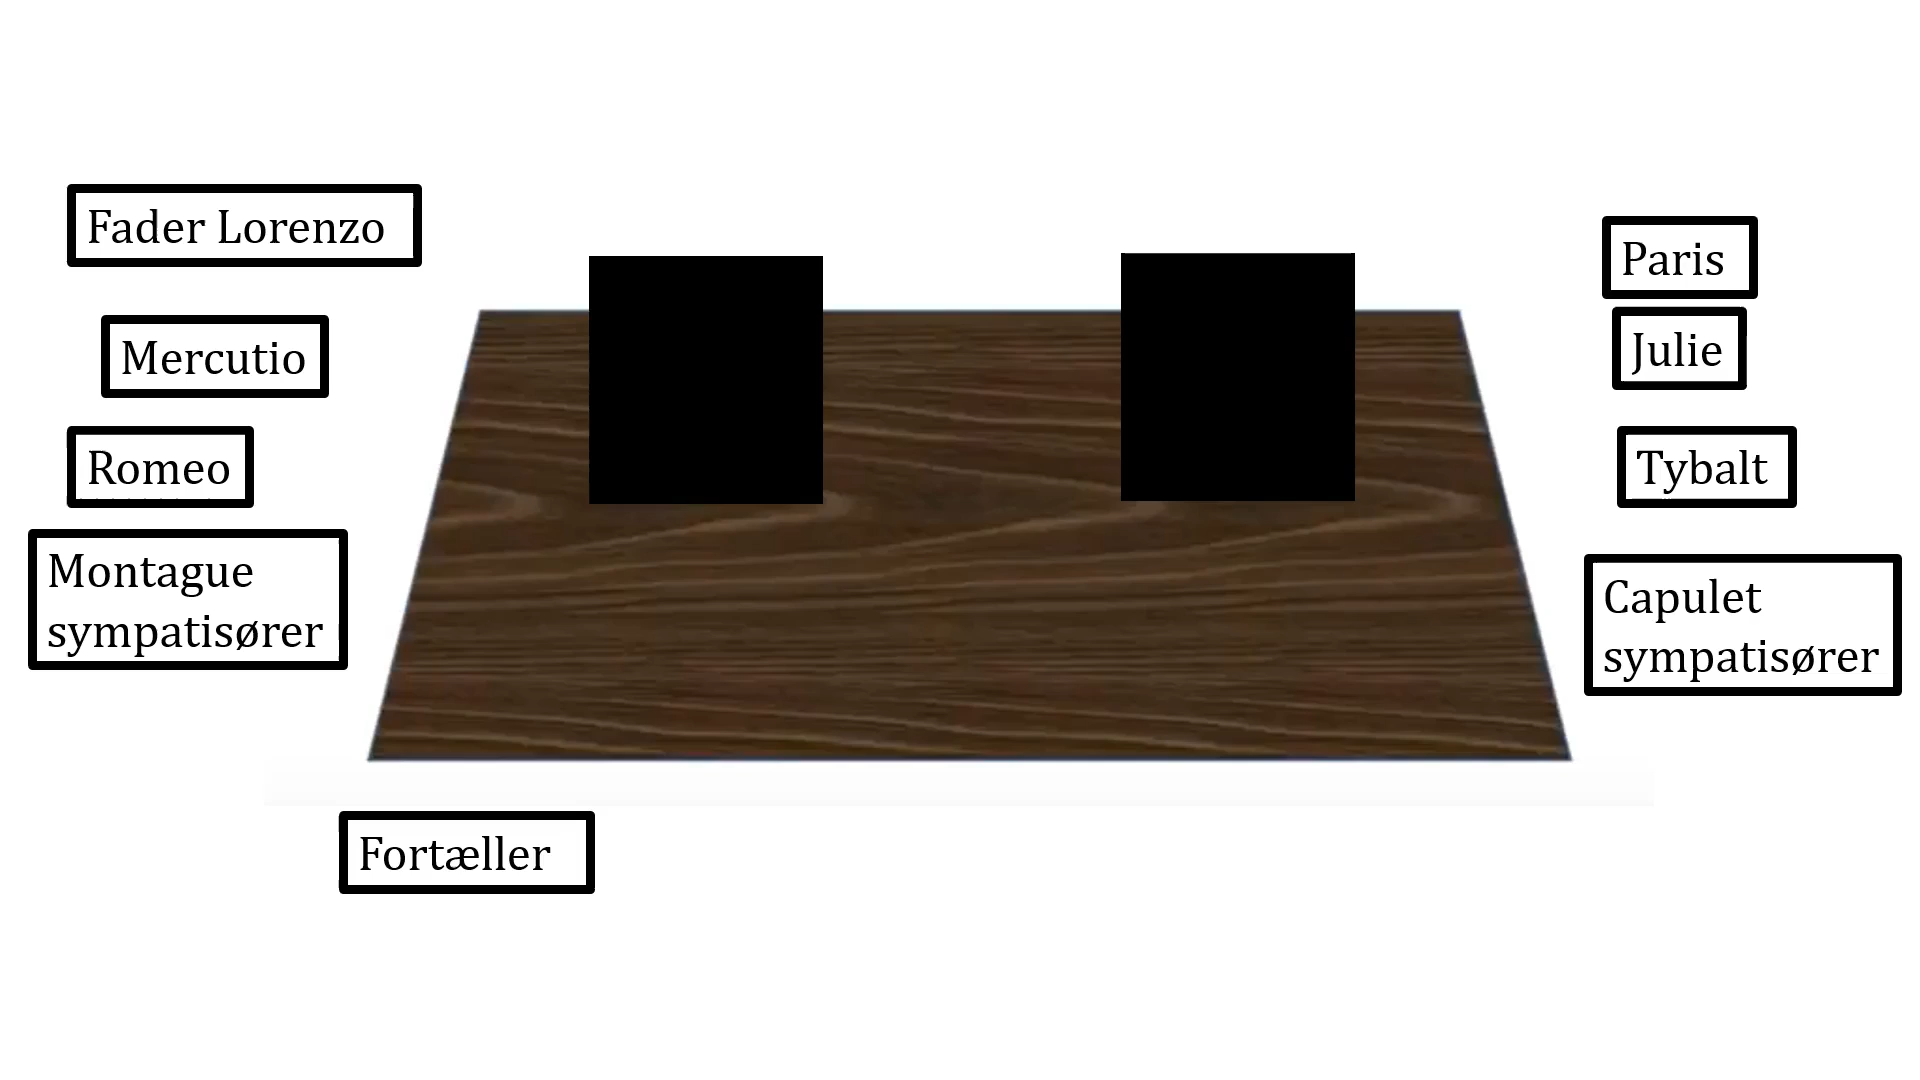 Fader Lorenzo
Mercutio
Romeo
Montague
sympatisører
Paris
Julie
Tybalt
Capulet
sympatisører
Fortæller